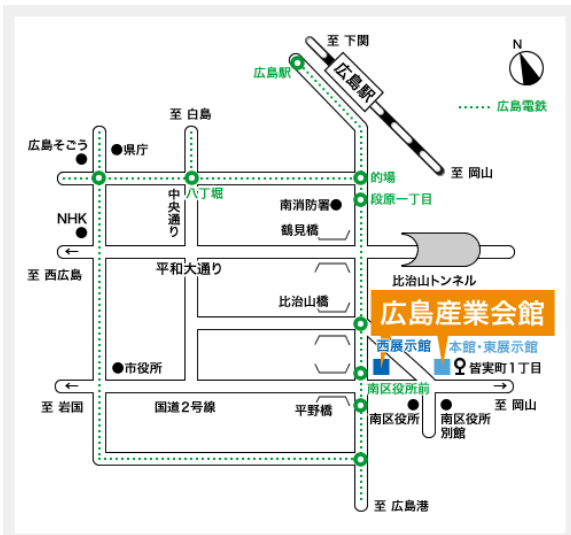 至 下関
N
広島駅
広島駅
広島電鉄
至 白島
広島そごう
県庁
至 岡山
的場
八丁堀
中央通り
段原一丁目
南消防署
NHK
鶴見橋
至 西広島
平和大通り
比治山トンネル
比治山橋
広島産業会館
西展示館
本館・東展示館
市役所
皆実町1丁目
南区役所前
至 岩国
国道2号線
平野橋
至 岡山
南区役所
南区役所
別館
至 広島港